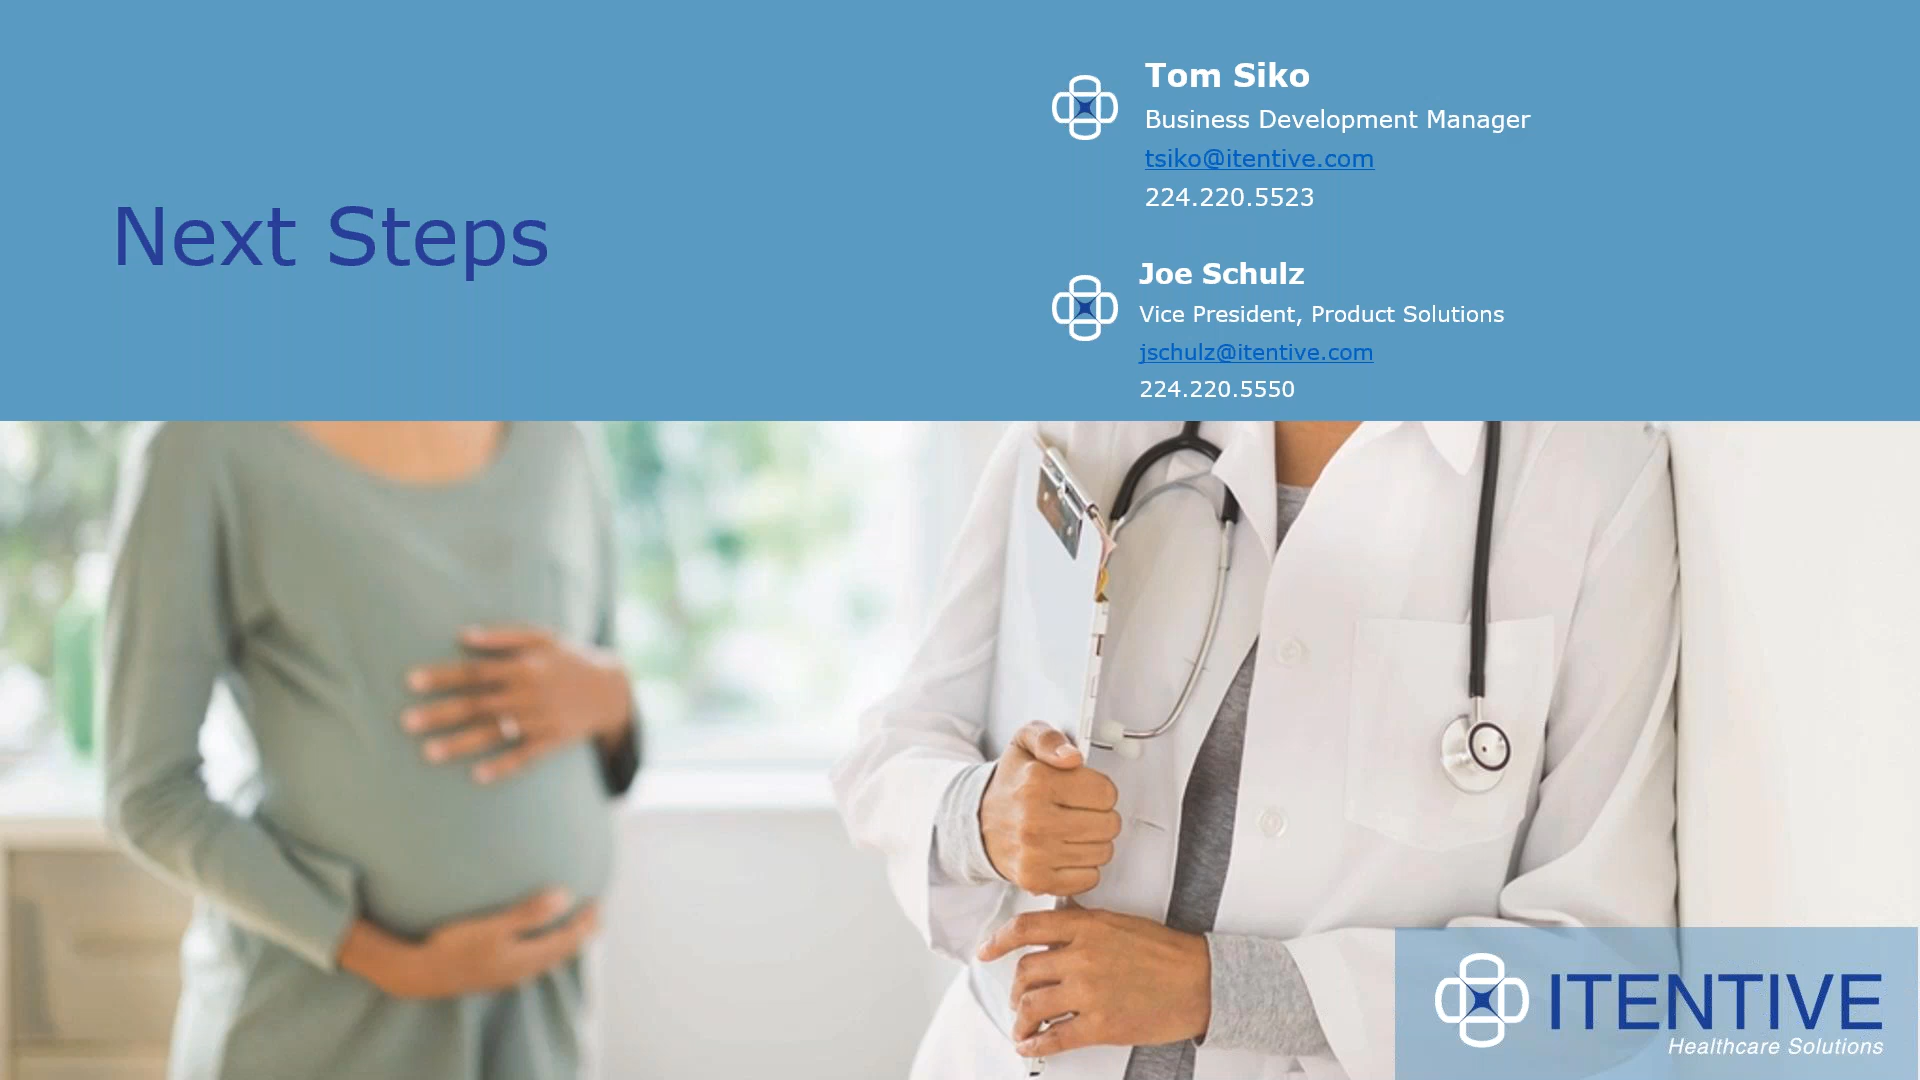 Next Steps
Tom Siko
Business Development Manager
tsiko@itentive.com
224.220.5523
Joe Schulz
Vice President, Product Solutions
jschulz@itentive.com
224.220.5550
ITENTIVE
Healthcare Solutions